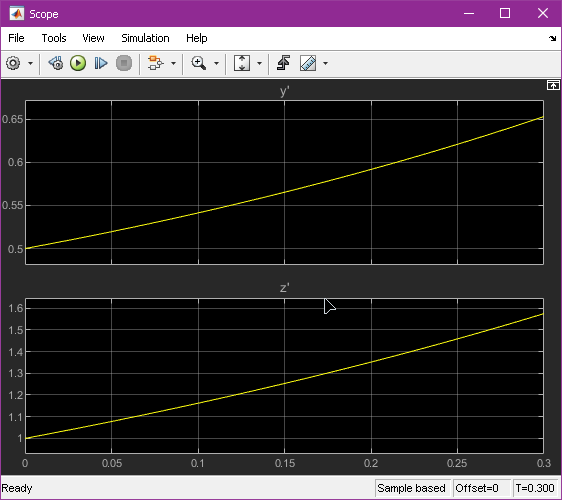 Scope
File Tools View Simulation Help
y'
0.65
0.6
0.55
0.5
z'
1.6
1.5
1.4
1.3
1.2
1.1
1
0 0.05 0.1 0.15 0.2 0.25 0.3
Ready Sample based Offset=0 T=0.300